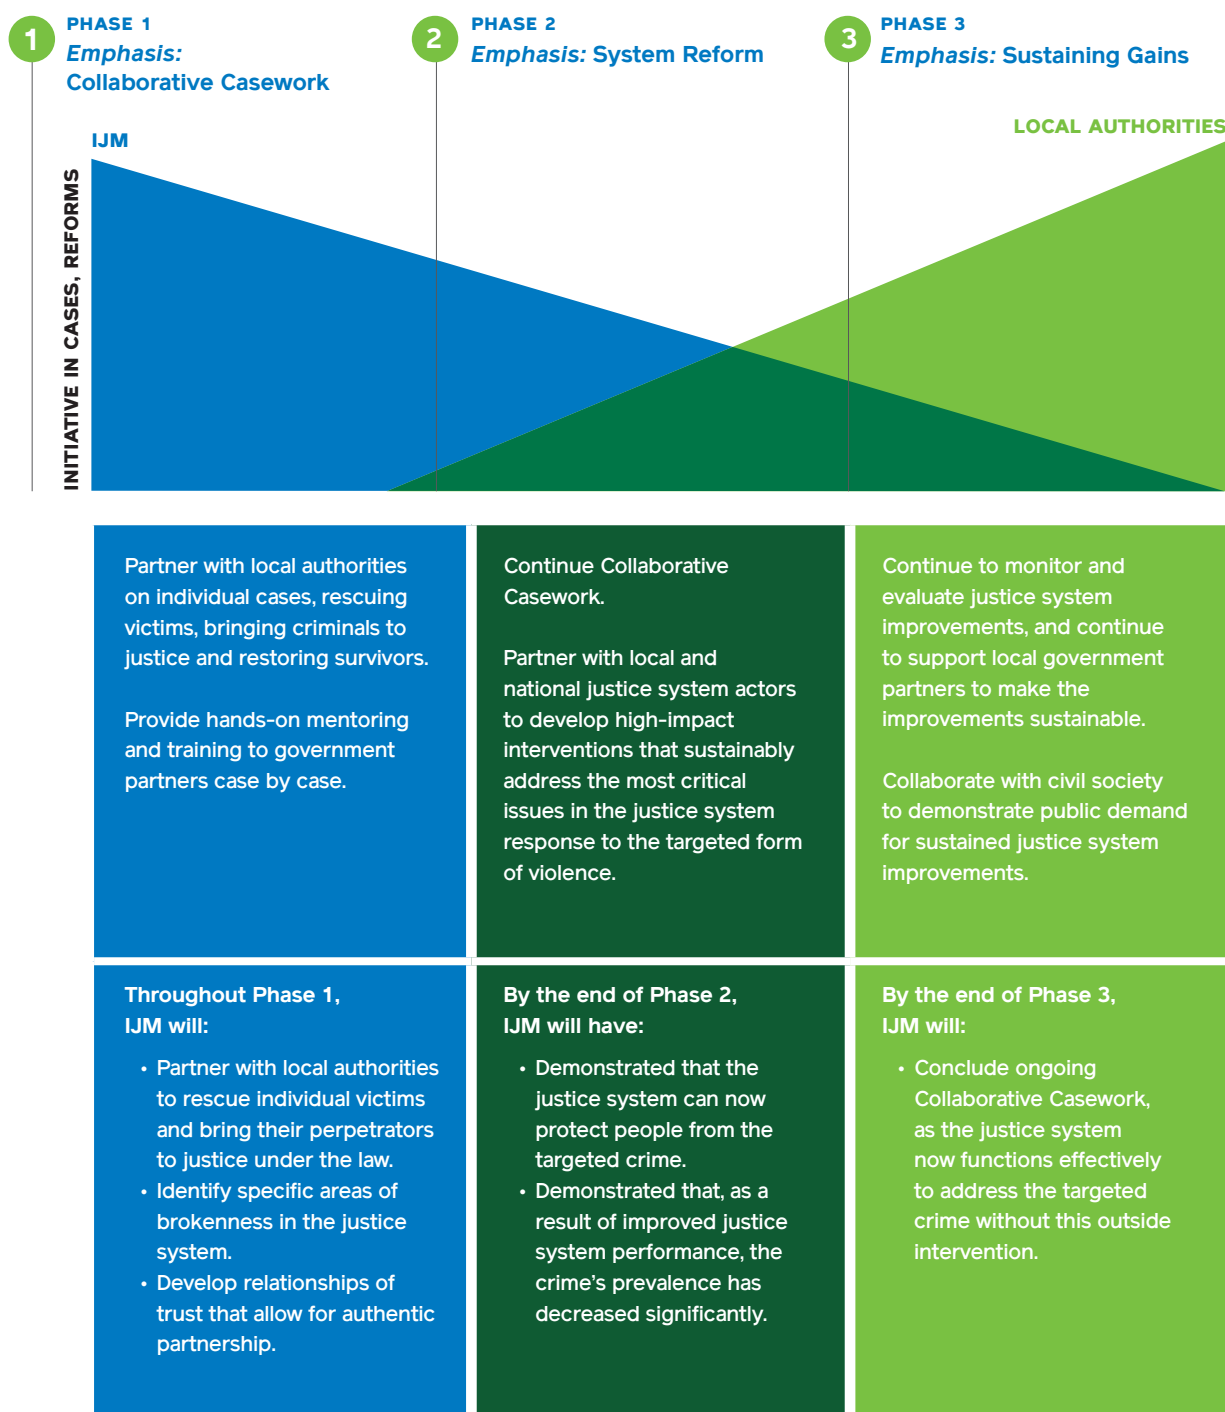 1
PHASE 1
Emphasis:
Collaborative Casework
2
PHASE 2
Emphasis: System Reform
3
PHASE 3
Emphasis: Sustaining Gains
IJM
LOCAL AUTHORITIES
INITIATIVE IN CASES, REFORMS
Partner with local authorities
on individual cases, rescuing
victims, bringing criminals to
justice and restoring survivors.
Provide hands-on mentoring
and training to government
partners case by case.
Continue Collaborative
Casework.
Partner with local and
national justice system actors
to develop high-impact
interventions that sustainably
address the most critical
issues in the justice system
response to the targeted form
of violence.
Continue to monitor and
evaluate justice system
improvements, and continue
to support local government
partners to make the
improvements sustainable.
Collaborate with civil society
to demonstrate public demand
for sustained justice system
improvements.
Throughout Phase 1,
IJM will:
• Partner with local authorities
to rescue individual victims
and bring their perpetrators
to justice under the law.
• Identify specific areas of
brokenness in the justice
system.
• Develop relationships of
trust that allow for authentic
partnership.
By the end of Phase 2,
IJM will have:
• Demonstrated that the
justice system can now
protect people from the
targeted crime.
• Demonstrated that, as a
result of improved justice
system performance, the
crime's prevalence has
decreased significantly.
By the end of Phase 3,
IJM will:
• Conclude ongoing
Collaborative Casework,
as the justice system
now functions effectively
to address the targeted
crime without this outside
intervention.